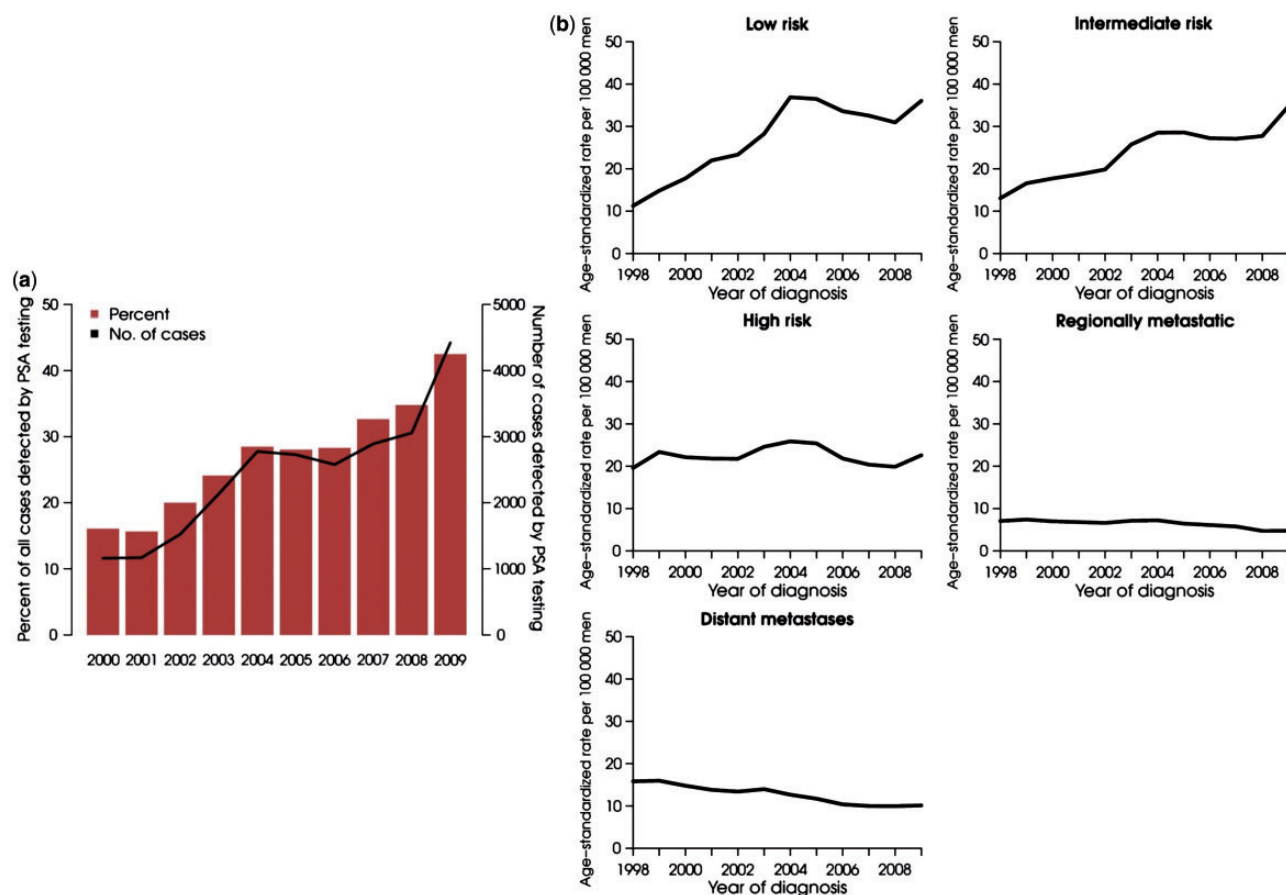 (a)
Percent
No. of cases
Percent of all cases detected by PSA testing
50
40
30
20
10
0
Number of cases detected by PSA testing
5000
4000
3000
2000
1000
0
2000 2001 2002 2003 2004 2005 2006 2007 2008 2009
(b)
Low risk
Age–standardized rate per 100 000 men
50
40
30
20
10
0
1998 2000 2002 2004 2006 2008
Year of diagnosis
Intermediate risk
Age–standardized rate per 100 000 men
50
40
30
20
10
0
1998 2000 2002 2004 2006 2008
Year of diagnosis
High risk
Age–standardized rate per 100 000 men
50
40
30
20
10
0
1998 2000 2002 2004 2006 2008
Year of diagnosis
Regionally metastatic
Age–standardized rate per 100 000 men
50
40
30
20
10
0
1998 2000 2002 2004 2006 2008
Year of diagnosis
Distant metastases
Age–standardized rate per 100 000 men
50
40
30
20
10
0
1998 2000 2002 2004 2006 2008
Year of diagnosis